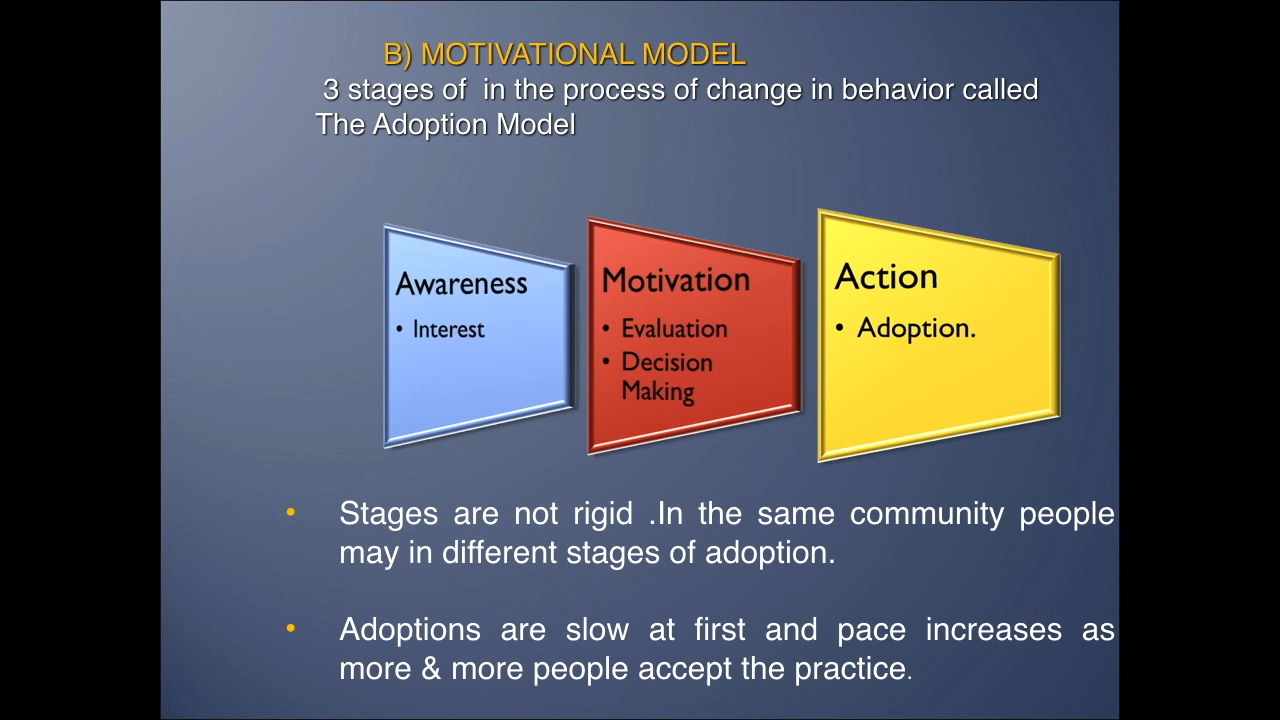 B) MOTIVATIONAL MODEL
3 stages of  in the process of change in behavior called
The Adoption Model
Awareness
• Interest
Motivation
• Evaluation
• Decision
Making
Action
• Adoption.
• Stages are not rigid .In the same community people
may in different stages of adoption.
• Adoptions are slow at first and pace increases as
more & more people accept the practice.